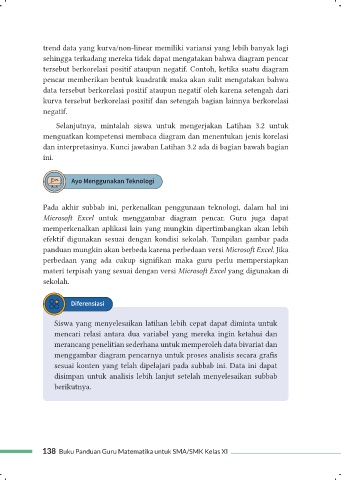 trend data yang kurva/non-linear memiliki variansi yang lebih banyak lagi
sehingga terkadang mereka tidak dapat mengatakan bahwa diagram pencar
tersebut berkorelasi positif ataupun negatif. Contoh, ketika suatu diagram
pencar memberikan bentuk kuadratik maka akan sulit mengatakan bahwa
data tersebut berkorelasi positif ataupun negatif oleh karena setengah dari
kurva tersebut berkorelasi positif dan setengah bagian lainnya berkorelasi
negatif.
Selanjutnya, mintalah siswa untuk mengerjakan Latihan 3.2 untuk
menguatkan kompetensi membaca diagram dan menentukan jenis korelasi
dan interpretasinya. Kunci jawaban Latihan 3.2 ada di bagian bawah bagian
ini.
Ayo Menggunakan Teknologi
Pada akhir subbab ini, perkenalkan penggunaan teknologi, dalam hal ini
Microsoft Excel untuk menggambar diagram pencar. Guru juga dapat
memperkenalkan aplikasi lain yang mungkin dipertimbangkan akan lebih
efektif digunakan sesuai dengan kondisi sekolah. Tampilan gambar pada
panduan mungkin akan berbeda karena perbedaan versi Microsoft Excel. Jika
perbedaan yang ada cukup signifikan maka guru perlu mempersiapkan
materi terpisah yang sesuai dengan versi Microsoft Excel yang digunakan di
sekolah.
Diferensiasi
Siswa yang menyelesaikan latihan lebih cepat dapat diminta untuk
mencari relasi antara dua variabel yang mereka ingin ketahui dan
merancang penelitian sederhana untuk memperoleh data bivariat dan
menggambar diagram pencarnya untuk proses analisis secara grafis
sesuai konten yang telah dipelajari pada subbab ini. Data ini dapat
disimpan untuk analisis lebih lanjut setelah menyelesaikan subbab
berikutnya.
138 Buku Panduan Guru Matematika untuk SMA/SMK Kelas XI